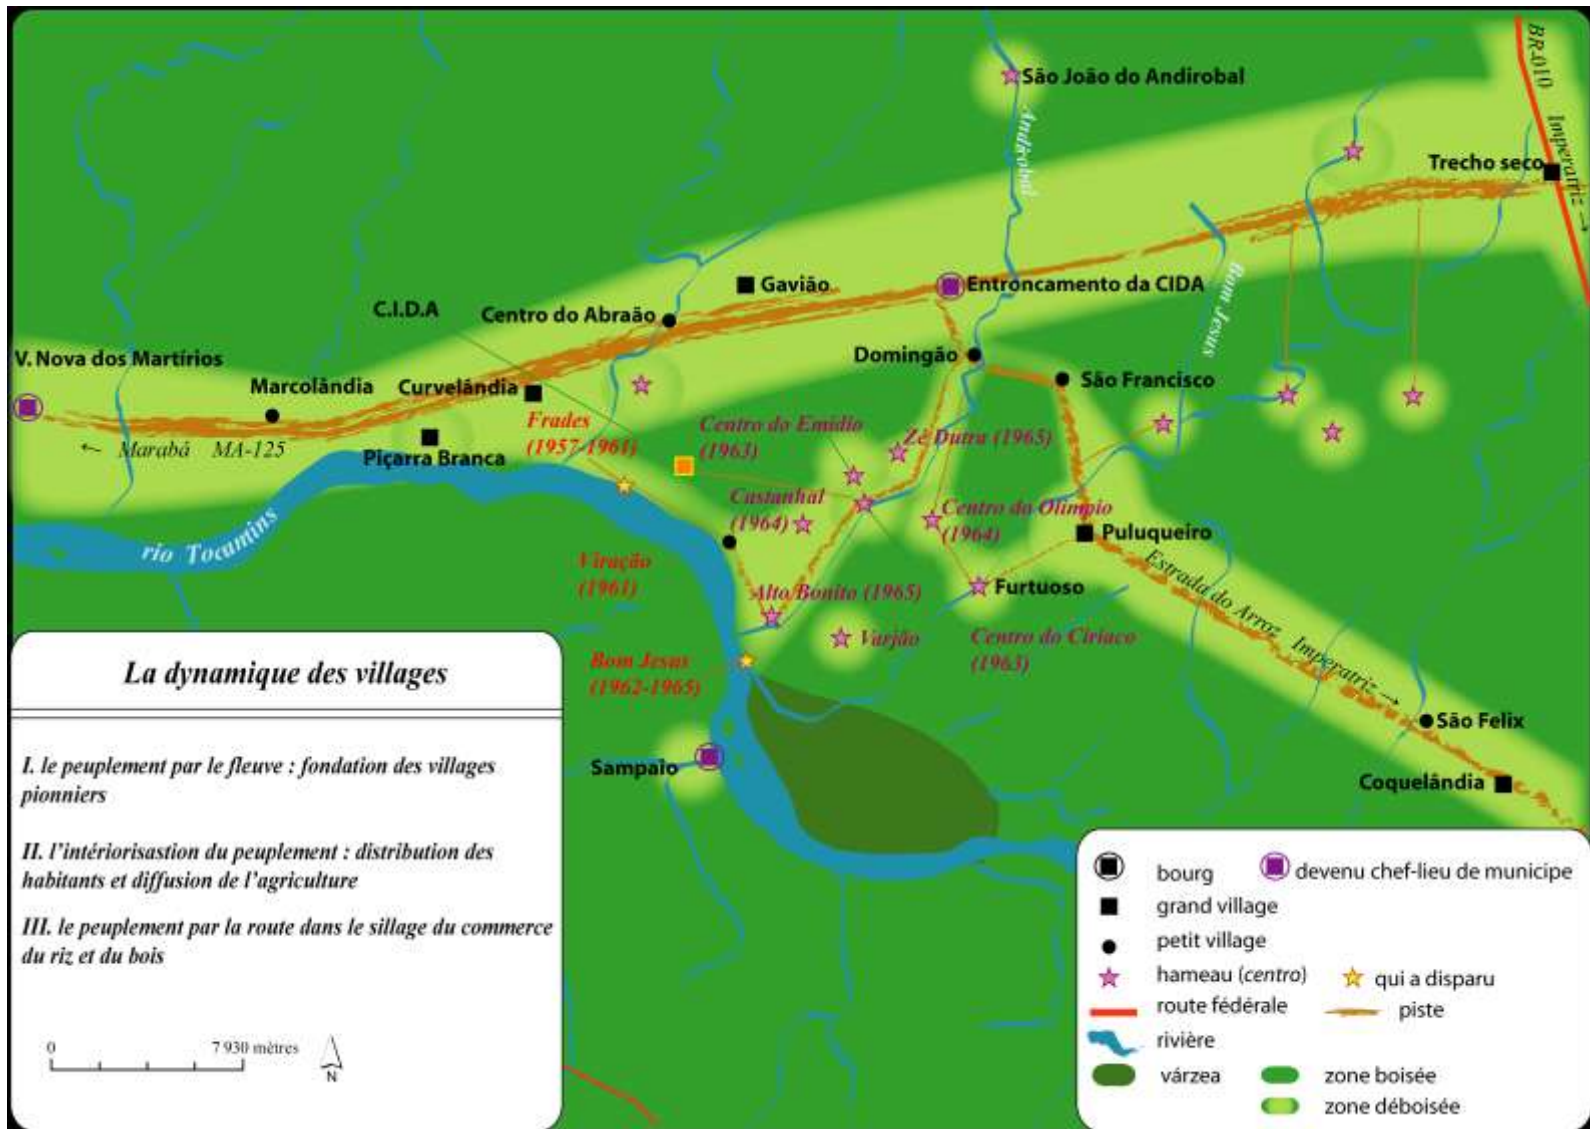 BR-010
Imperatriz →
São João do Andirobal
Andirobal
Trecho seco
Bom Jesus
Gavião
Entroncamento da CIDA
C.I.D.A
Centro do Abraão
V. Nova dos Martírios
Marcolândia
Curvelândia
Domingão
São Francisco
← Marabá MA-125
Piçarra Branca
Frades
(1957-1961)
Centro do Emidio
(1963)
Zé Dutra (1965)
Castanhal
(1964)
Centro do Olimpio
(1964)
Puluqueiro
rio Tocantins
Viração
(1961)
Alto Bonito (1965)
Furtuoso
Estrada do Arroz Imperatriz →
Varjão
Centro do Ciriaco
(1963)
Bom Jesus
(1962-1965)
Sampaio
São Felix
Coquelândia
La dynamique des villages
I. le peuplement par le fleuve : fondation des villages
pionniers
II. l'intériorisastion du peuplement : distribution des
habitants et diffusion de l'agriculture
III. le peuplement par la route dans le sillage du commerce
du riz et du bois
0 7 930 mètres
N
bourg
devenu chef-lieu de municipe
grand village
petit village
hameau (centro)
qui a disparu
route fédérale
piste
rivière
várzea
zone boisée
zone déboisée